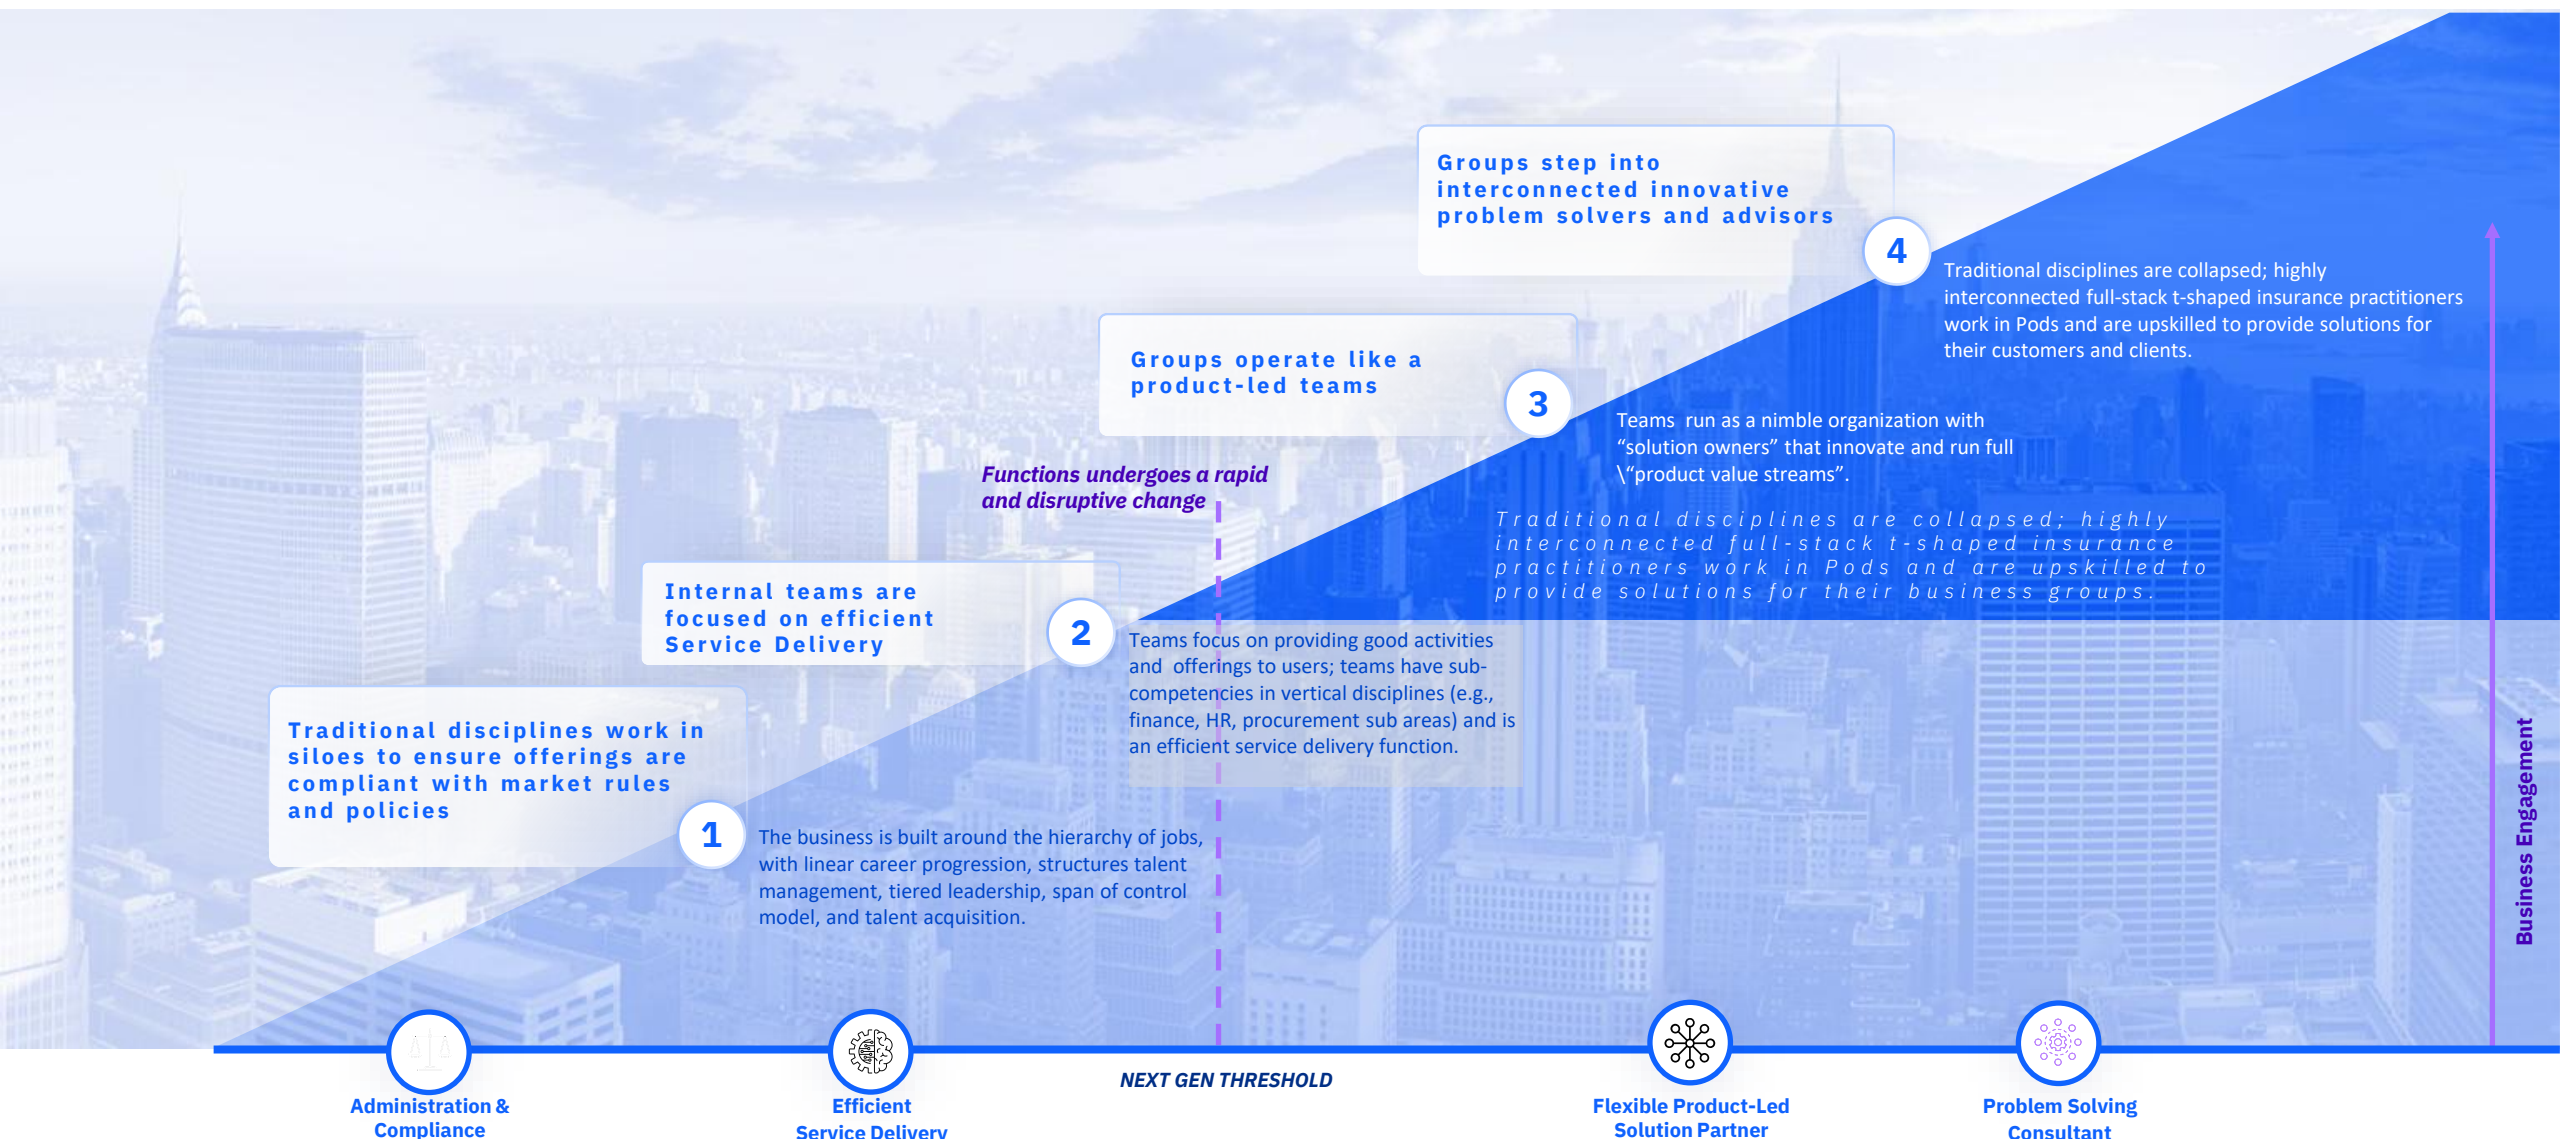 Groups step into
interconnected innovative
problem solvers and advisors
4
Traditional disciplines are collapsed; highly
interconnected full-stack t-shaped insurance practitioners
work in Pods and are upskilled to provide solutions for
their customers and clients.
Groups operate like a
product-led teams
3
Teams  run as a nimble organization with
“solution owners” that innovate and run full
\“product value streams”.
Functions undergoes a rapid
and disruptive change
Traditional disciplines are collapsed; highly
interconnected full-stack t-shaped insurance
practitioners work in Pods and are upskilled to
provide solutions for their business groups.
Internal teams are
focused on efficient
Service Delivery
2
Teams focus on providing good activities
and  offerings to users; teams have sub-
competencies in vertical disciplines (e.g.,
finance, HR, procurement sub areas) and is
an efficient service delivery function.
Traditional disciplines work in
siloes to ensure offerings are
compliant with market rules
and policies
1
The business is built around the hierarchy of jobs,
with linear career progression, structures talent
management, tiered leadership, span of control
model, and talent acquisition.
Business Engagement
NEXT GEN THRESHOLD
Administration &
Compliance
Efficient
Service Delivery
Flexible Product-Led
Solution Partner
Problem Solving
Consultant